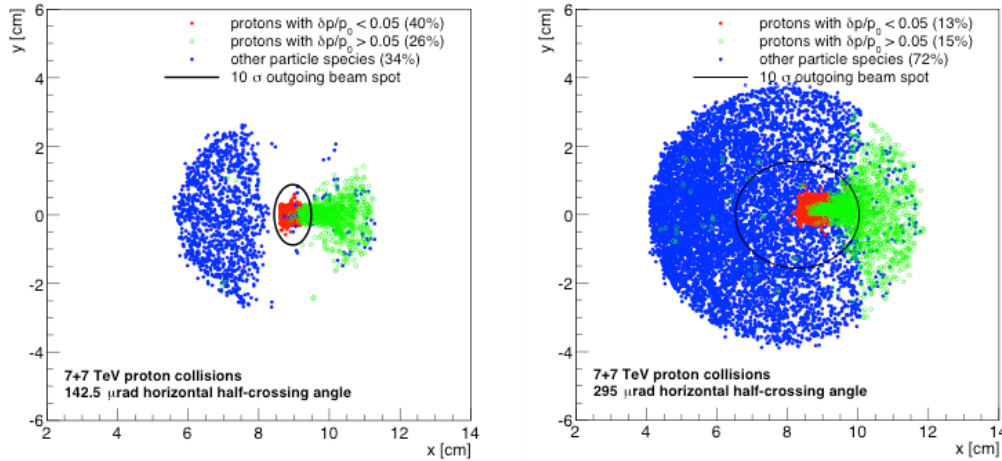 y [cm]
6
4
2
0
-2
-4
-6
protons with δp/p0 < 0.05 (40%)
protons with δp/p0 > 0.05 (26%)
other particle species (34%)
10 σ outgoing beam spot
7+7 TeV proton collisions
142.5 μrad horizontal half-crossing angle
2 4 6 8 10 12 14
x [cm]
y [cm]
6
4
2
0
-2
-4
-6
protons with δp/p0 < 0.05 (13%)
protons with δp/p0 > 0.05 (15%)
other particle species (72%)
10 σ outgoing beam spot
7+7 TeV proton collisions
295 μrad horizontal half-crossing angle
2 4 6 8 10 12 14
x [cm]